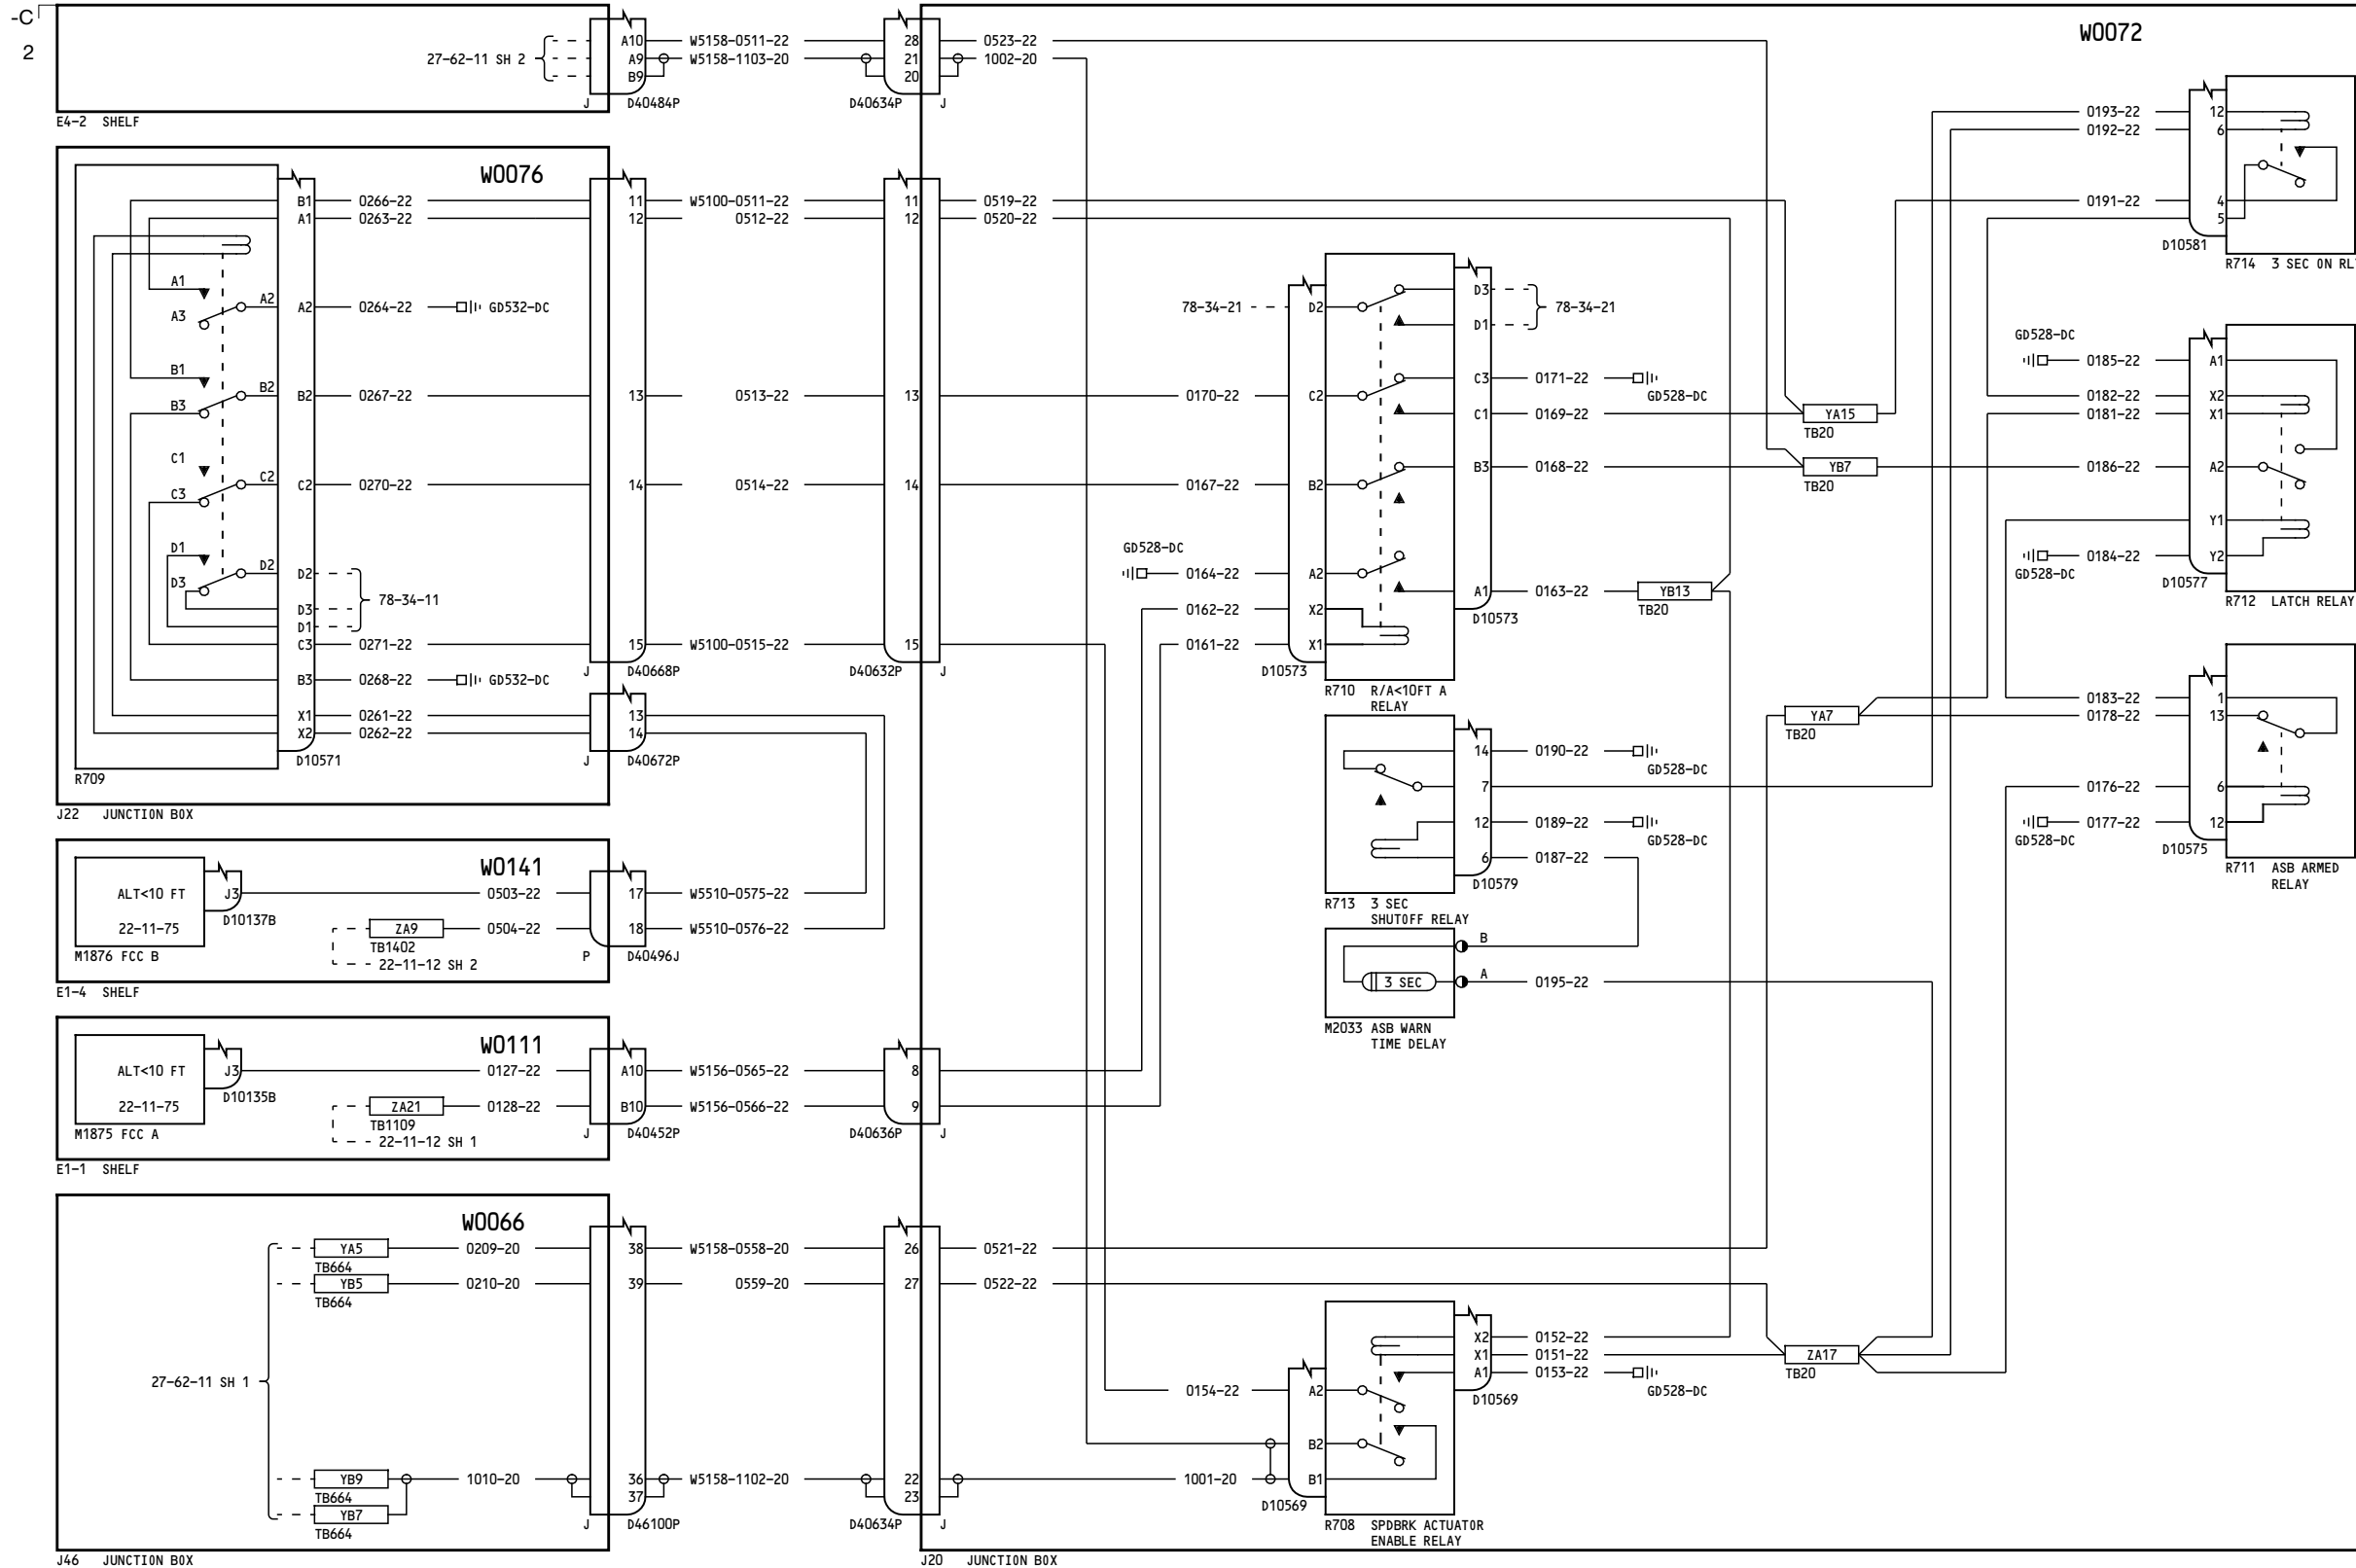 -C
2
27-62-11 SH 2
A10
A9
B9
W5158-0511-22
W5158-1103-20
28
21
20
0523-22
1002-20
J
D40484P
D40634P
J
E4-2 SHELF
W0072
W0076
B1
A1
0266-22
0263-22
11
12
W5100-0511-22
0512-22
11
12
0519-22
0520-22
A1
A3
A2
A2
0264-22
GD532-DC
B1
B3
B2
B2
0267-22
13
0513-22
13
C1
C3
C2
C2
0270-22
14
0514-22
14
D1
D3
D2
D2
D3
D1
78-34-11
C3
0271-22
15
W5100-0515-22
15
J
D40668P
D40632P
J
B3
0268-22
GD532-DC
X1
X2
0261-22
0262-22
13
14
D10571
J
D40672P
R709
J22 JUNCTION BOX
W0141
ALT<10 FT
22-11-75
J3
D10137B
0503-22
17
W5510-0575-22
ZA9
TB1402
0504-22
18
W5510-0576-22
22-11-12 SH 2
P
D40496J
M1876 FCC B
E1-4 SHELF
W0111
ALT<10 FT
22-11-75
J3
D10135B
0127-22
A10
W5156-0565-22
8
ZA21
TB1109
0128-22
B10
W5156-0566-22
9
22-11-12 SH 1
J
D40452P
D40636P
J
M1875 FCC A
E1-1 SHELF
W0066
YA5
TB664
0209-20
38
W5158-0558-20
26
0521-22
YB5
TB664
0210-20
39
0559-20
27
0522-22
27-62-11 SH 1
YB9
TB664
1010-20
36
37
W5158-1102-20
22
23
1001-20
YB7
TB664
J
D46100P
D40634P
J
J46 JUNCTION BOX
J20 JUNCTION BOX
78-34-21
D2
D3
D1
78-34-21
0170-22
C2
C3
0171-22
GD528-DC
C1
0169-22
YA15
TB20
0167-22
B2
B3
0168-22
YB7
TB20
GD528-DC
0164-22
A2
0162-22
X2
0161-22
X1
A1
0163-22
YB13
TB20
D10573
D10573
R710 R/A<10FT A
RELAY
14
0190-22
GD528-DC
7
12
0189-22
GD528-DC
6
0187-22
D10579
R713 3 SEC
SHUTOFF RELAY
B
3 SEC
A
0195-22
M2033 ASB WARN
TIME DELAY
X2
X1
A1
0152-22
0151-22
0153-22
GD528-DC
D10569
ZA17
TB20
0154-22
A2
B2
B1
D10569
R708 SPDBRK ACTUATOR
ENABLE RELAY
0193-22
0192-22
12
6
0191-22
4
5
D10581
R714 3 SEC ON RL
GD528-DC
0185-22
A1
0182-22
0181-22
X2
X1
0186-22
A2
Y1
0184-22
Y2
GD528-DC
D10577
R712 LATCH RELAY
YA7
TB20
0183-22
0178-22
1
13
0176-22
6
0177-22
12
GD528-DC
D10575
R711 ASB ARMED
RELAY